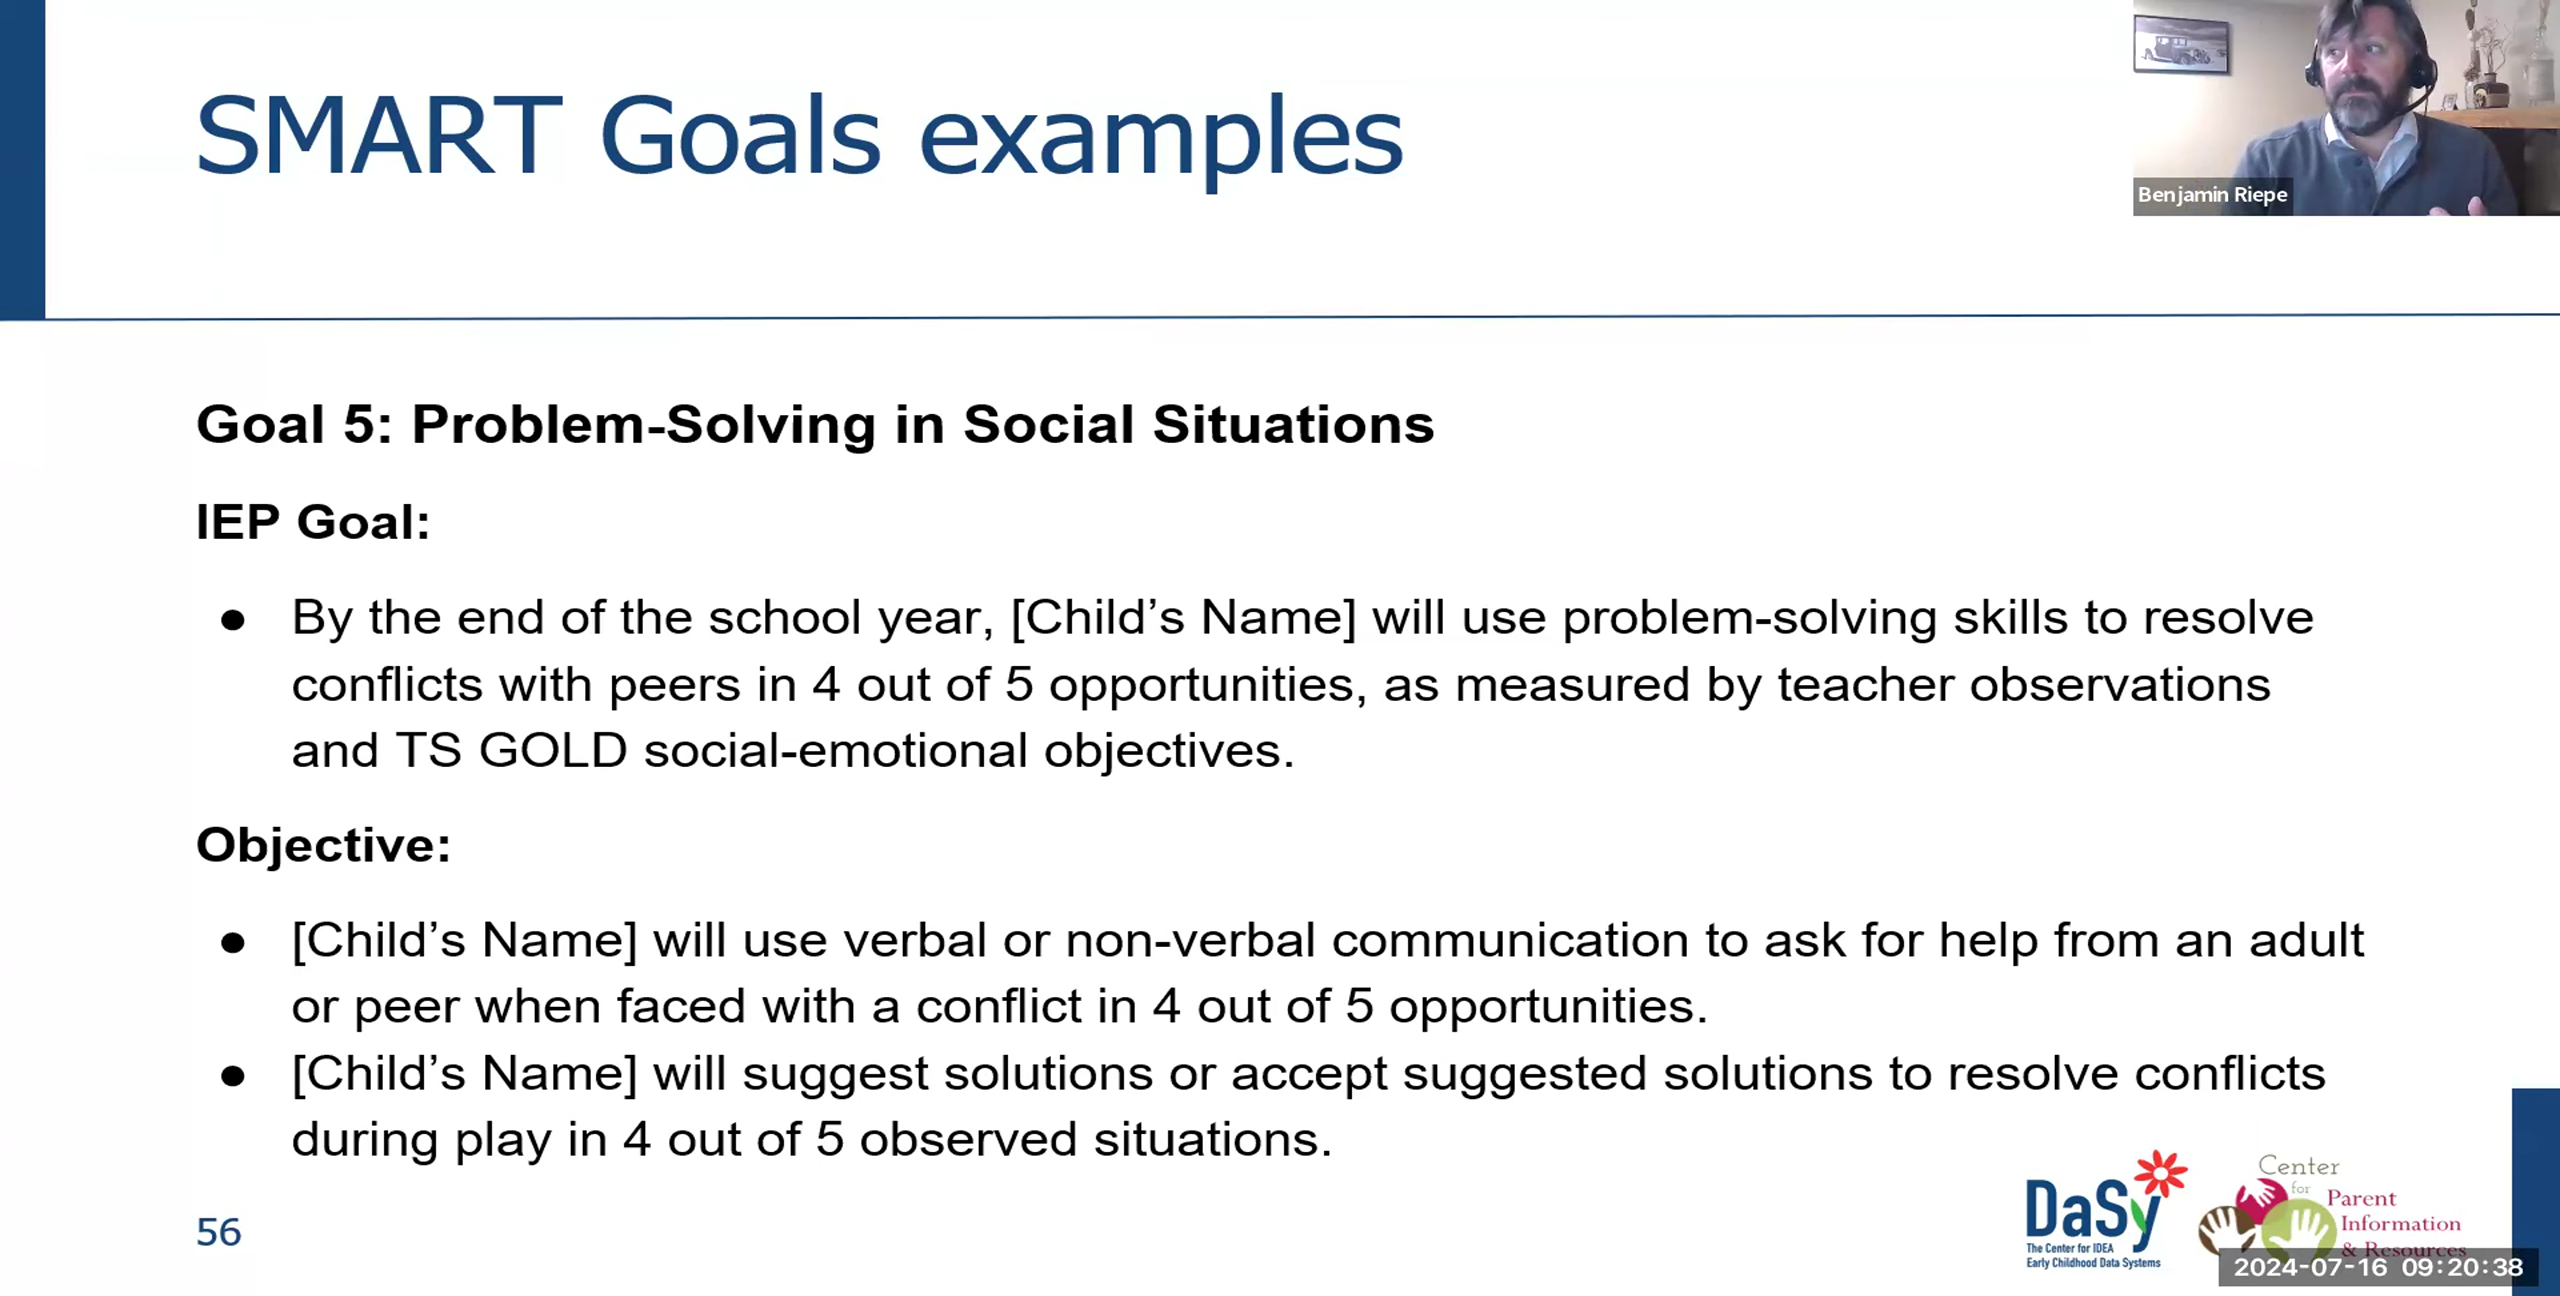 SMART Goals examples
Benjamin Riepe
Goal 5: Problem-Solving in Social Situations
IEP Goal:
● By the end of the school year, [Child’s Name] will use problem-solving skills to resolve
conflicts with peers in 4 out of 5 opportunities, as measured by teacher observations
and TS GOLD social-emotional objectives.
Objective:
● [Child’s Name] will use verbal or non-verbal communication to ask for help from an adult
or peer when faced with a conflict in 4 out of 5 opportunities.
● [Child’s Name] will suggest solutions or accept suggested solutions to resolve conflicts
during play in 4 out of 5 observed situations.
56
DaSy
The Center for IDEA
Early Childhood Data Systems
Center
for
Parent
Information
& Resources
2024-07-16 09:20:38